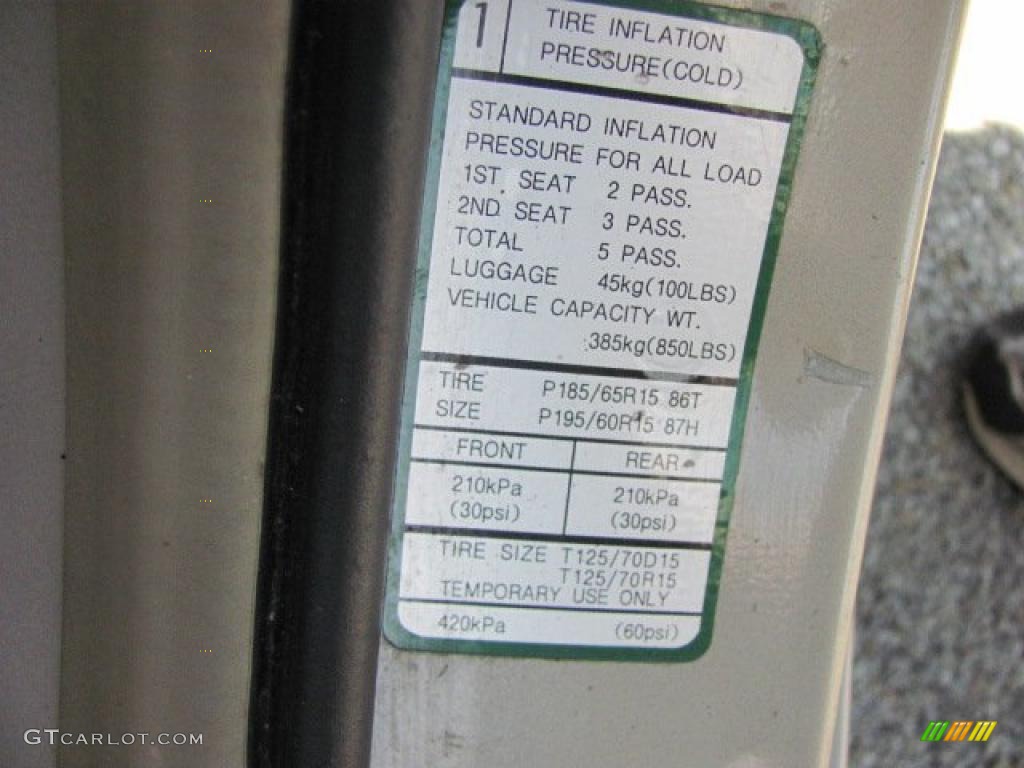 1 TIRE INFLATION
PRESSURE(COLD)
STANDARD INFLATION
PRESSURE FOR ALL LOAD
1ST. SEAT 2 PASS.
2ND SEAT 3 PASS.
TOTAL 5 PASS.
LUGGAGE 45kg(100LBS)
VEHICLE CAPACITY WT.
385kg(850LBS)
TIRE P185/65R15 86T
SIZE P195/60R15 87H
FRONT REAR
210kPa 210kPa
(30psi) (30psi)
TIRE SIZE T125/70D15
T125/70R15
TEMPORARY USE ONLY
420kPa (60psi)
GTCARLOT.COM